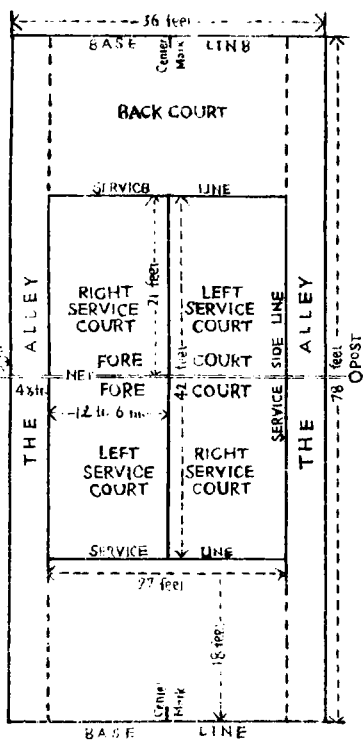 36 feet
BASE Center Mark LINE
BACK COURT
SERVICE LINE
21 feet
RIGHT SERVICE COURT
LEFT SERVICE COURT
THE ALLEY
SERVICE SIDE LINE
THE ALLEY
42 feet
78 feet
FORE COURT
NET
POST
4½ft
FORE COURT
12 ft 6 in
LEFT SERVICE COURT
RIGHT SERVICE COURT
SERVICE LINE
27 feet
18 feet
Center Mark
BASE LINE